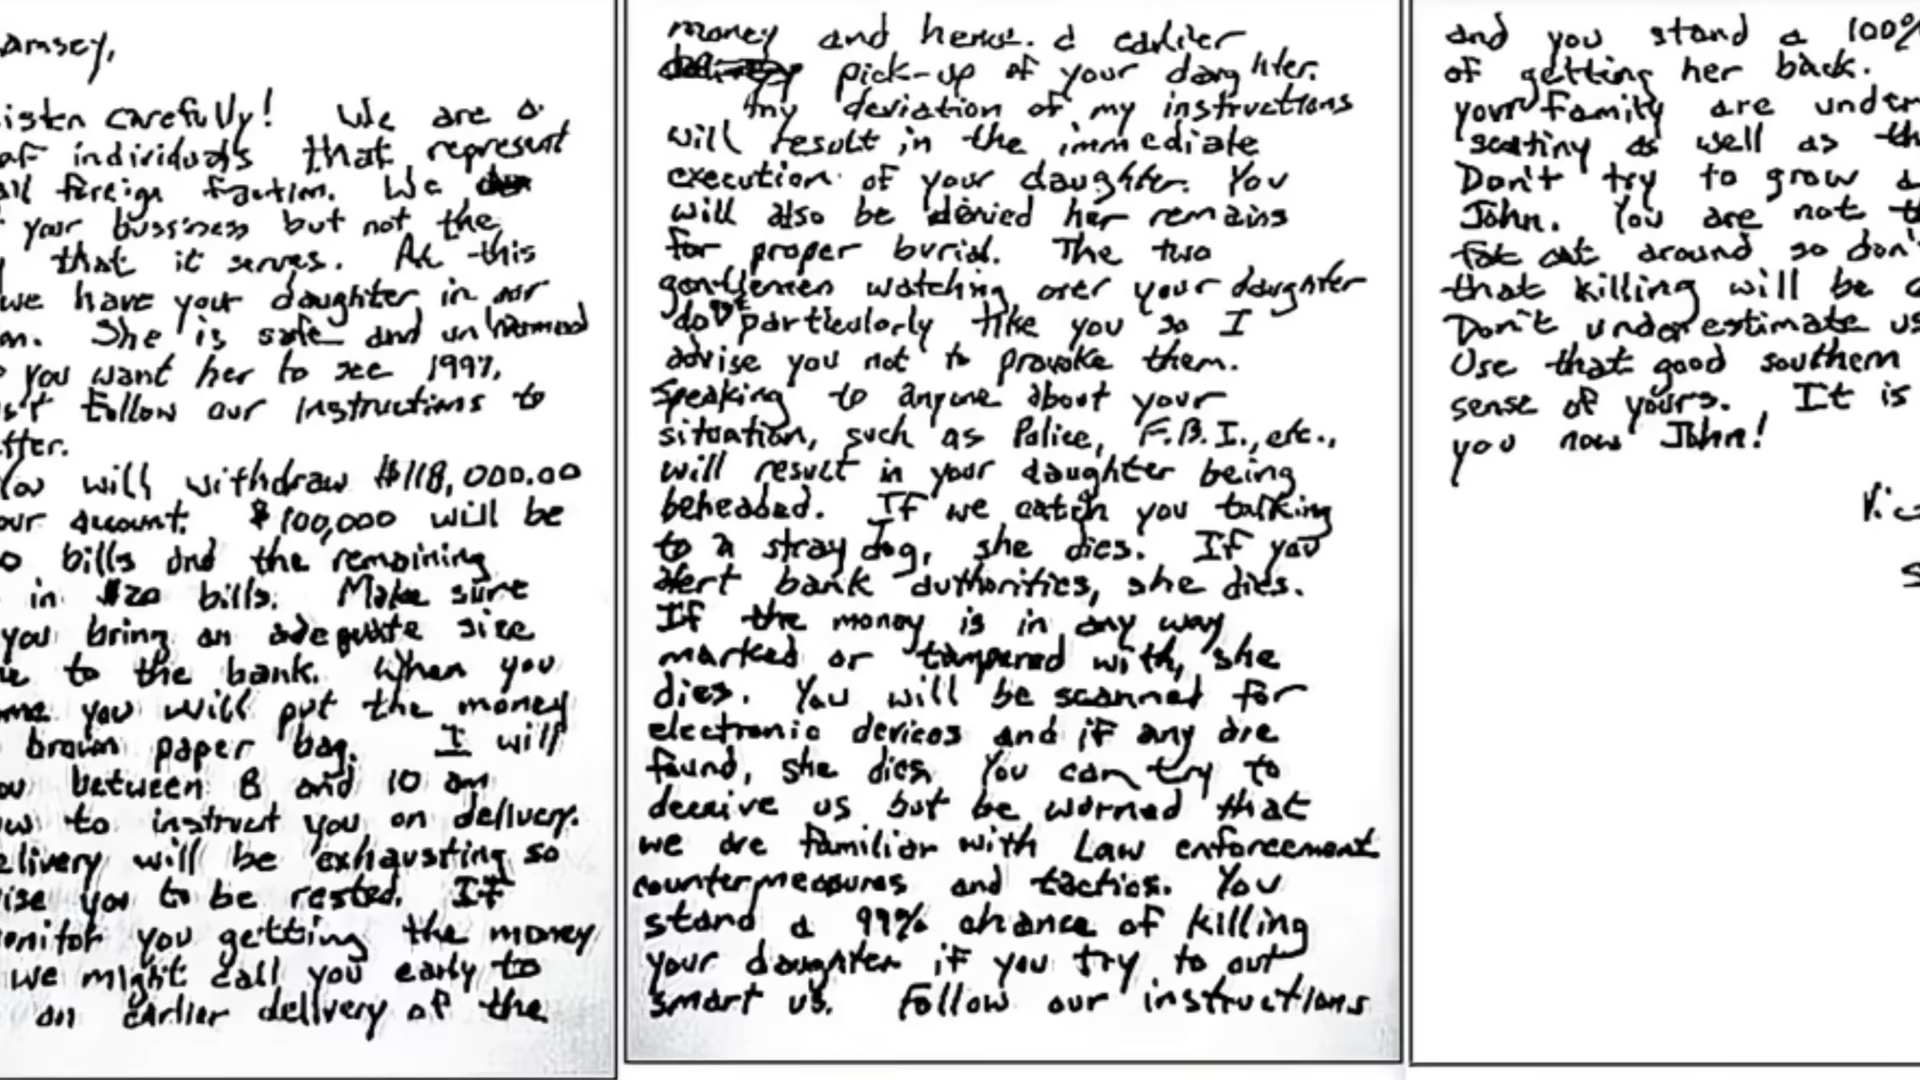 amsey,
isten carefully! We are a
of individuals that represent
all foreign faction. We
your bussiness but not the
that it serves. At this
we have your daughter in our
on. She is safe and unharmed
you want her to see 1997,
follow our instructions to
tter.
You will withdraw $118,000.00
our account. $100,000 will be
0 bills and the remaining
in $20 bills. Make sure
you bring an adequate size
to the bank. When you
ome you will put the money
brown paper bag. I will
ou between 8 and 10 am
ow to instruct you on delivery.
elivery will be exhausting so
ise you to be rested. If
onitor you getting the money
we might call you early to
an earlier delivery of the
money and hence. a earlier
pick-up of your daughter.
Any deviation of my instructions
will result in the immediate
execution of your daughter. You
will also be denied her remains
for proper burial. The two
gentlemen watching over your daughter
do not particularly like you so I
advise you not to provoke them.
Speaking to anyone about your
situation, such as Police, F.B.I., etc.,
will result in your daughter being
beheaded. If we catch you talking
to a stray dog, she dies. If you
alert bank authorities, she dies.
If the money is in any way
marked or tampered with, she
dies. You will be scanned for
electronic devices and if any are
found, she dies. You can try to
deceive us but be warned that
we are familiar with Law enforcement
countermeasures and tactics. You
stand a 99% chance of killing
your daughter if you try to out
smart us. Follow our instructions
and you stand a 100%
of getting her back.
your family are under
scutiny as well as th
Don't try to grow a
John. You are not th
fat cat around so don't
that killing will be
Don't underestimate us
Use that good southern
sense of yours. It is
you now John!
Vic
S